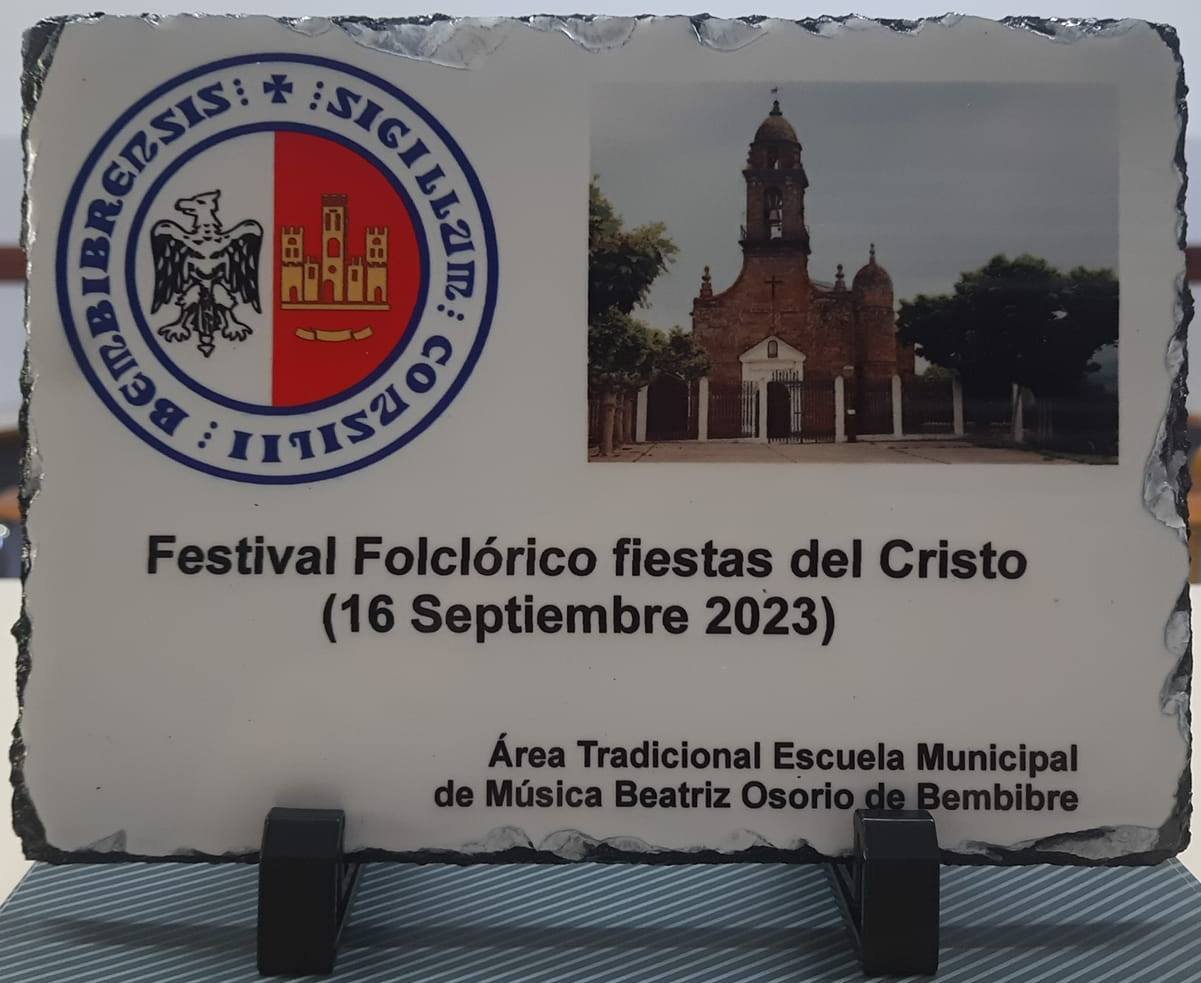 ✠ SIGILLUM: CONSILII BEMBIBRENSIS
Festival Folclórico fiestas del Cristo
(16 Septiembre 2023)
Área Tradicional Escuela Municipal
de Música Beatriz Osorio de Bembibre